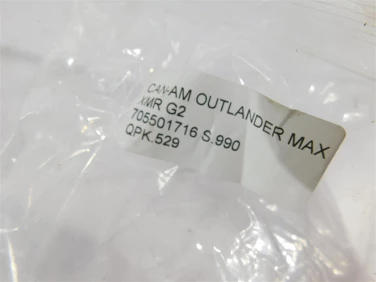 CAN-AM OUTLANDER MAX
XMR G2
705501716 S.990
QPK.529